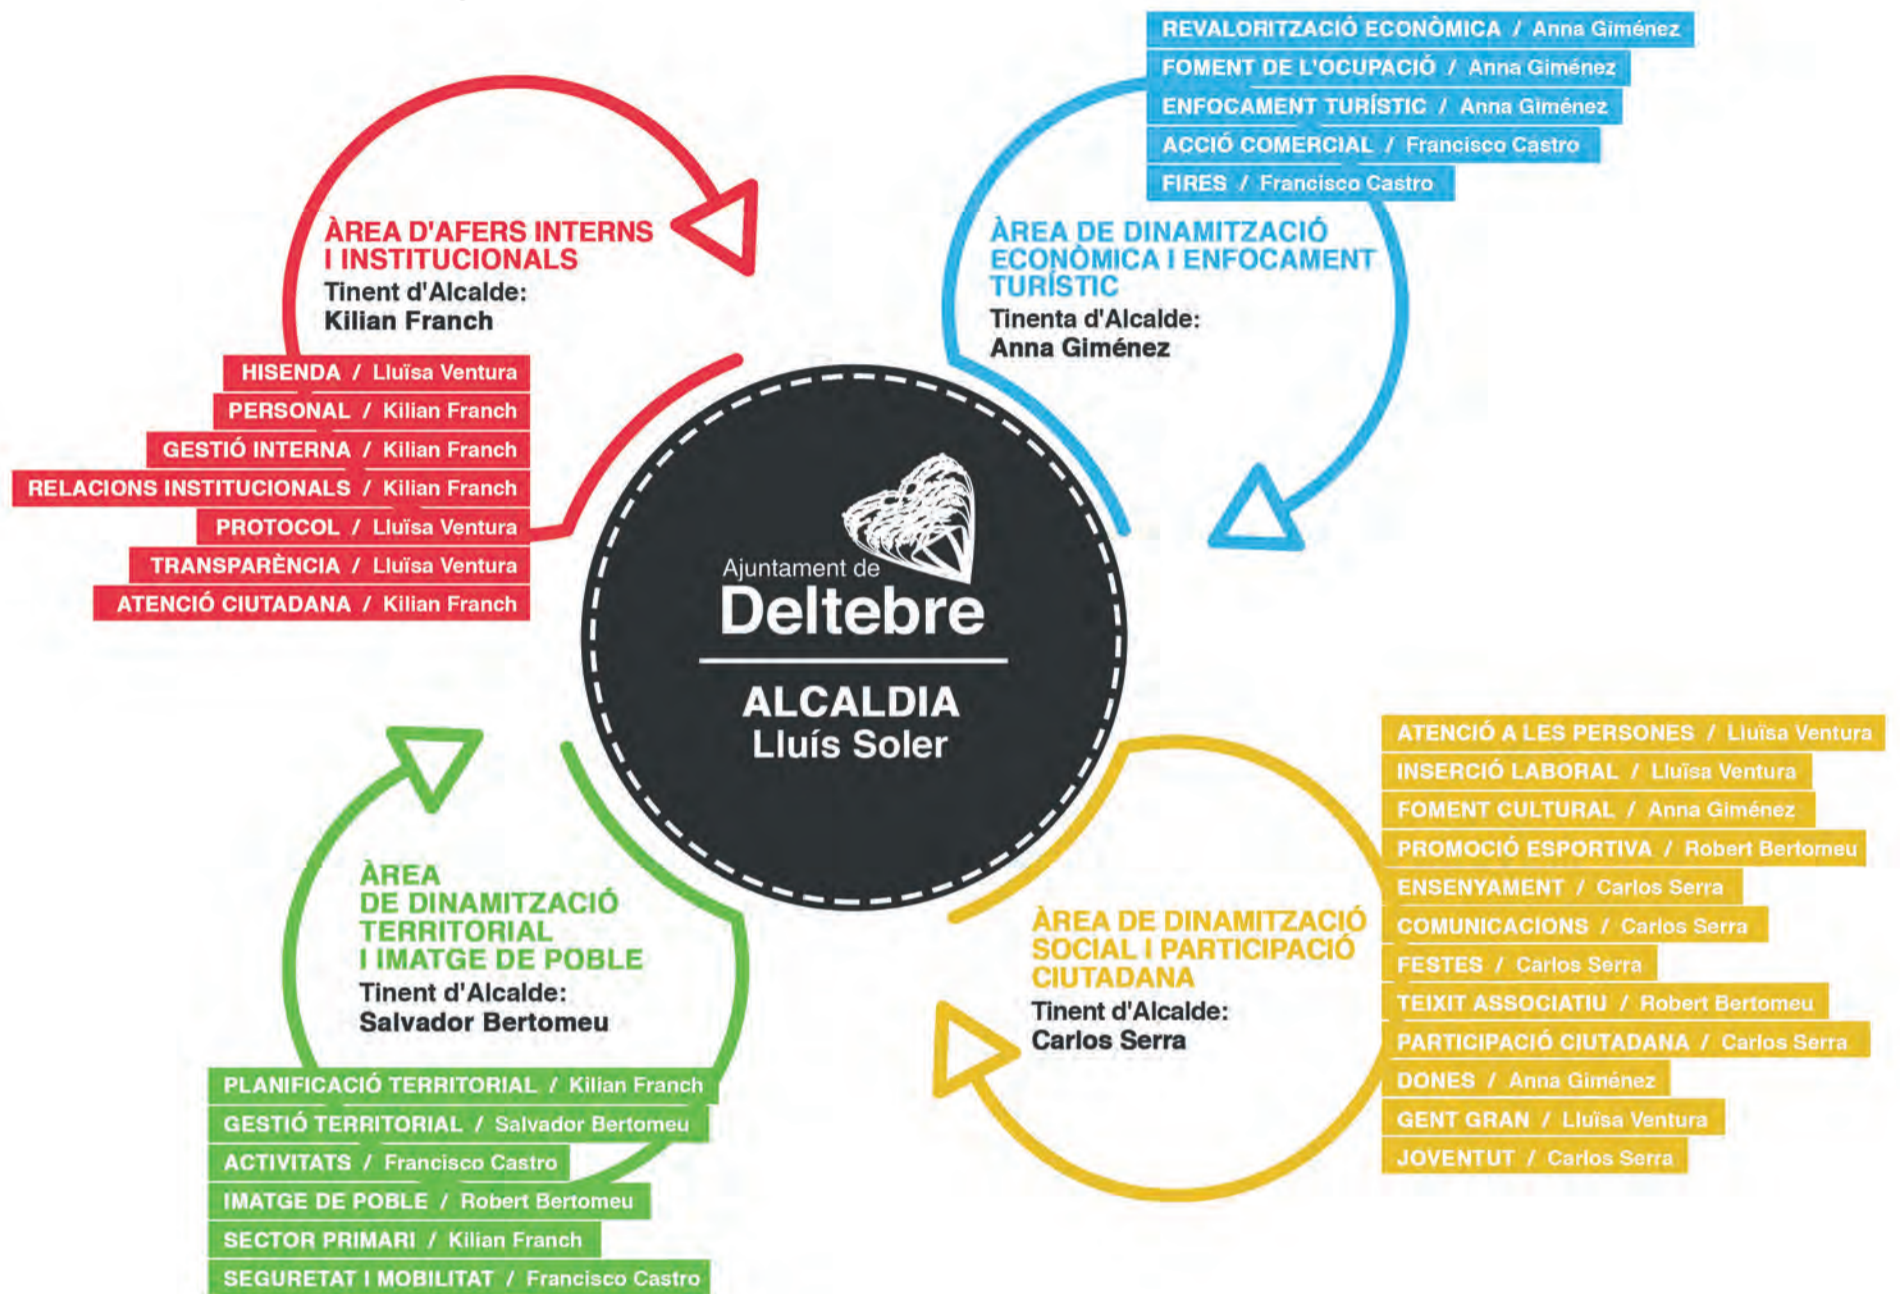 ÀREA D'AFERS INTERNS
I INSTITUCIONALS
Tinent d'Alcalde:
Kilian Franch
HISENDA / Lluïsa Ventura
PERSONAL / Kilian Franch
GESTIÓ INTERNA / Kilian Franch
RELACIONS INSTITUCIONALS / Kilian Franch
PROTOCOL / Lluïsa Ventura
TRANSPARÈNCIA / Lluïsa Ventura
ATENCIÓ CIUTADANA / Kilian Franch
REVALORITZACIÓ ECONÒMICA / Anna Giménez
FOMENT DE L'OCUPACIÓ / Anna Giménez
ENFOCAMENT TURÍSTIC / Anna Giménez
ACCIÓ COMERCIAL / Francisco Castro
FIRES / Francisco Castro
ÀREA DE DINAMITZACIÓ
ECONÒMICA I ENFOCAMENT
TURÍSTIC
Tinenta d'Alcalde:
Anna Giménez
Ajuntament de
Deltebre
ALCALDIA
Lluís Soler
ÀREA
DE DINAMITZACIÓ
TERRITORIAL
I IMATGE DE POBLE
Tinent d'Alcalde:
Salvador Bertomeu
PLANIFICACIÓ TERRITORIAL / Kilian Franch
GESTIÓ TERRITORIAL / Salvador Bertomeu
ACTIVITATS / Francisco Castro
IMATGE DE POBLE / Robert Bertomeu
SECTOR PRIMARI / Kilian Franch
SEGURETAT I MOBILITAT / Francisco Castro
ÀREA DE DINAMITZACIÓ
SOCIAL I PARTICIPACIÓ
CIUTADANA
Tinent d'Alcalde:
Carlos Serra
ATENCIÓ A LES PERSONES / Lluïsa Ventura
INSERCIÓ LABORAL / Lluïsa Ventura
FOMENT CULTURAL / Anna Giménez
PROMOCIÓ ESPORTIVA / Robert Bertomeu
ENSENYAMENT / Carlos Serra
COMUNICACIONS / Carlos Serra
FESTES / Carlos Serra
TEIXIT ASSOCIATIU / Robert Bertomeu
PARTICIPACIÓ CIUTADANA / Carlos Serra
DONES / Anna Giménez
GENT GRAN / Lluïsa Ventura
JOVENTUT / Carlos Serra